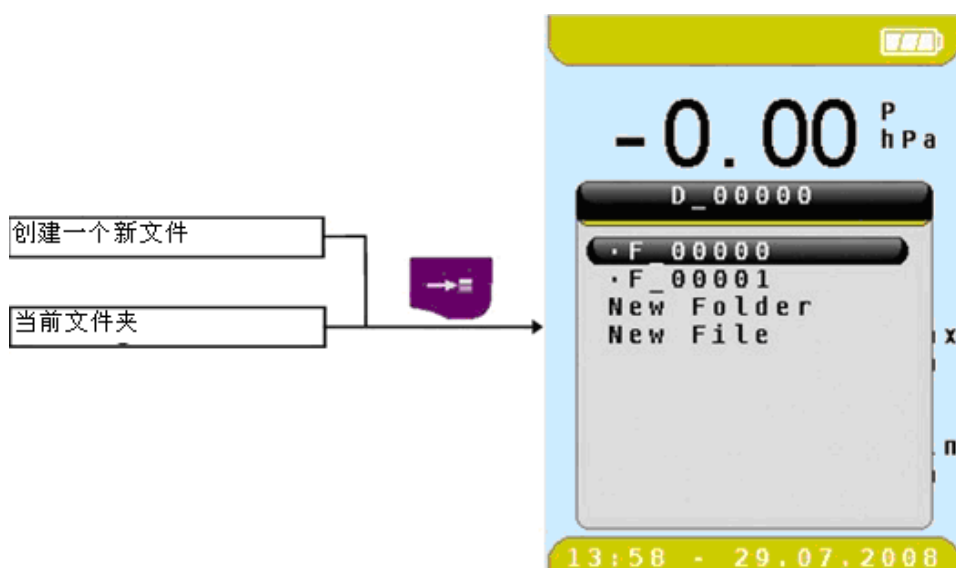 创建一个新文件
当前文件夹
-0.00 P
hPa
D_00000
·F_00000
·F_00001
New Folder
New File
x
n
13:58 - 29.07.2008